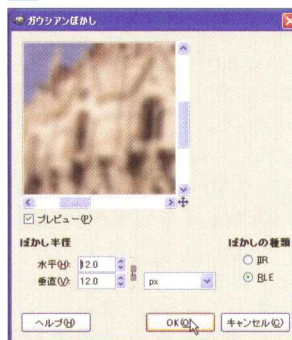 ガウシアンぼかし
プレビュー(P)
ぼかし半径
水平(H): 12.0
垂直(V): 12.0
px
ぼかしの種類
IIR
RLE
ヘルプ(H)
OK(O)
キャンセル(C)